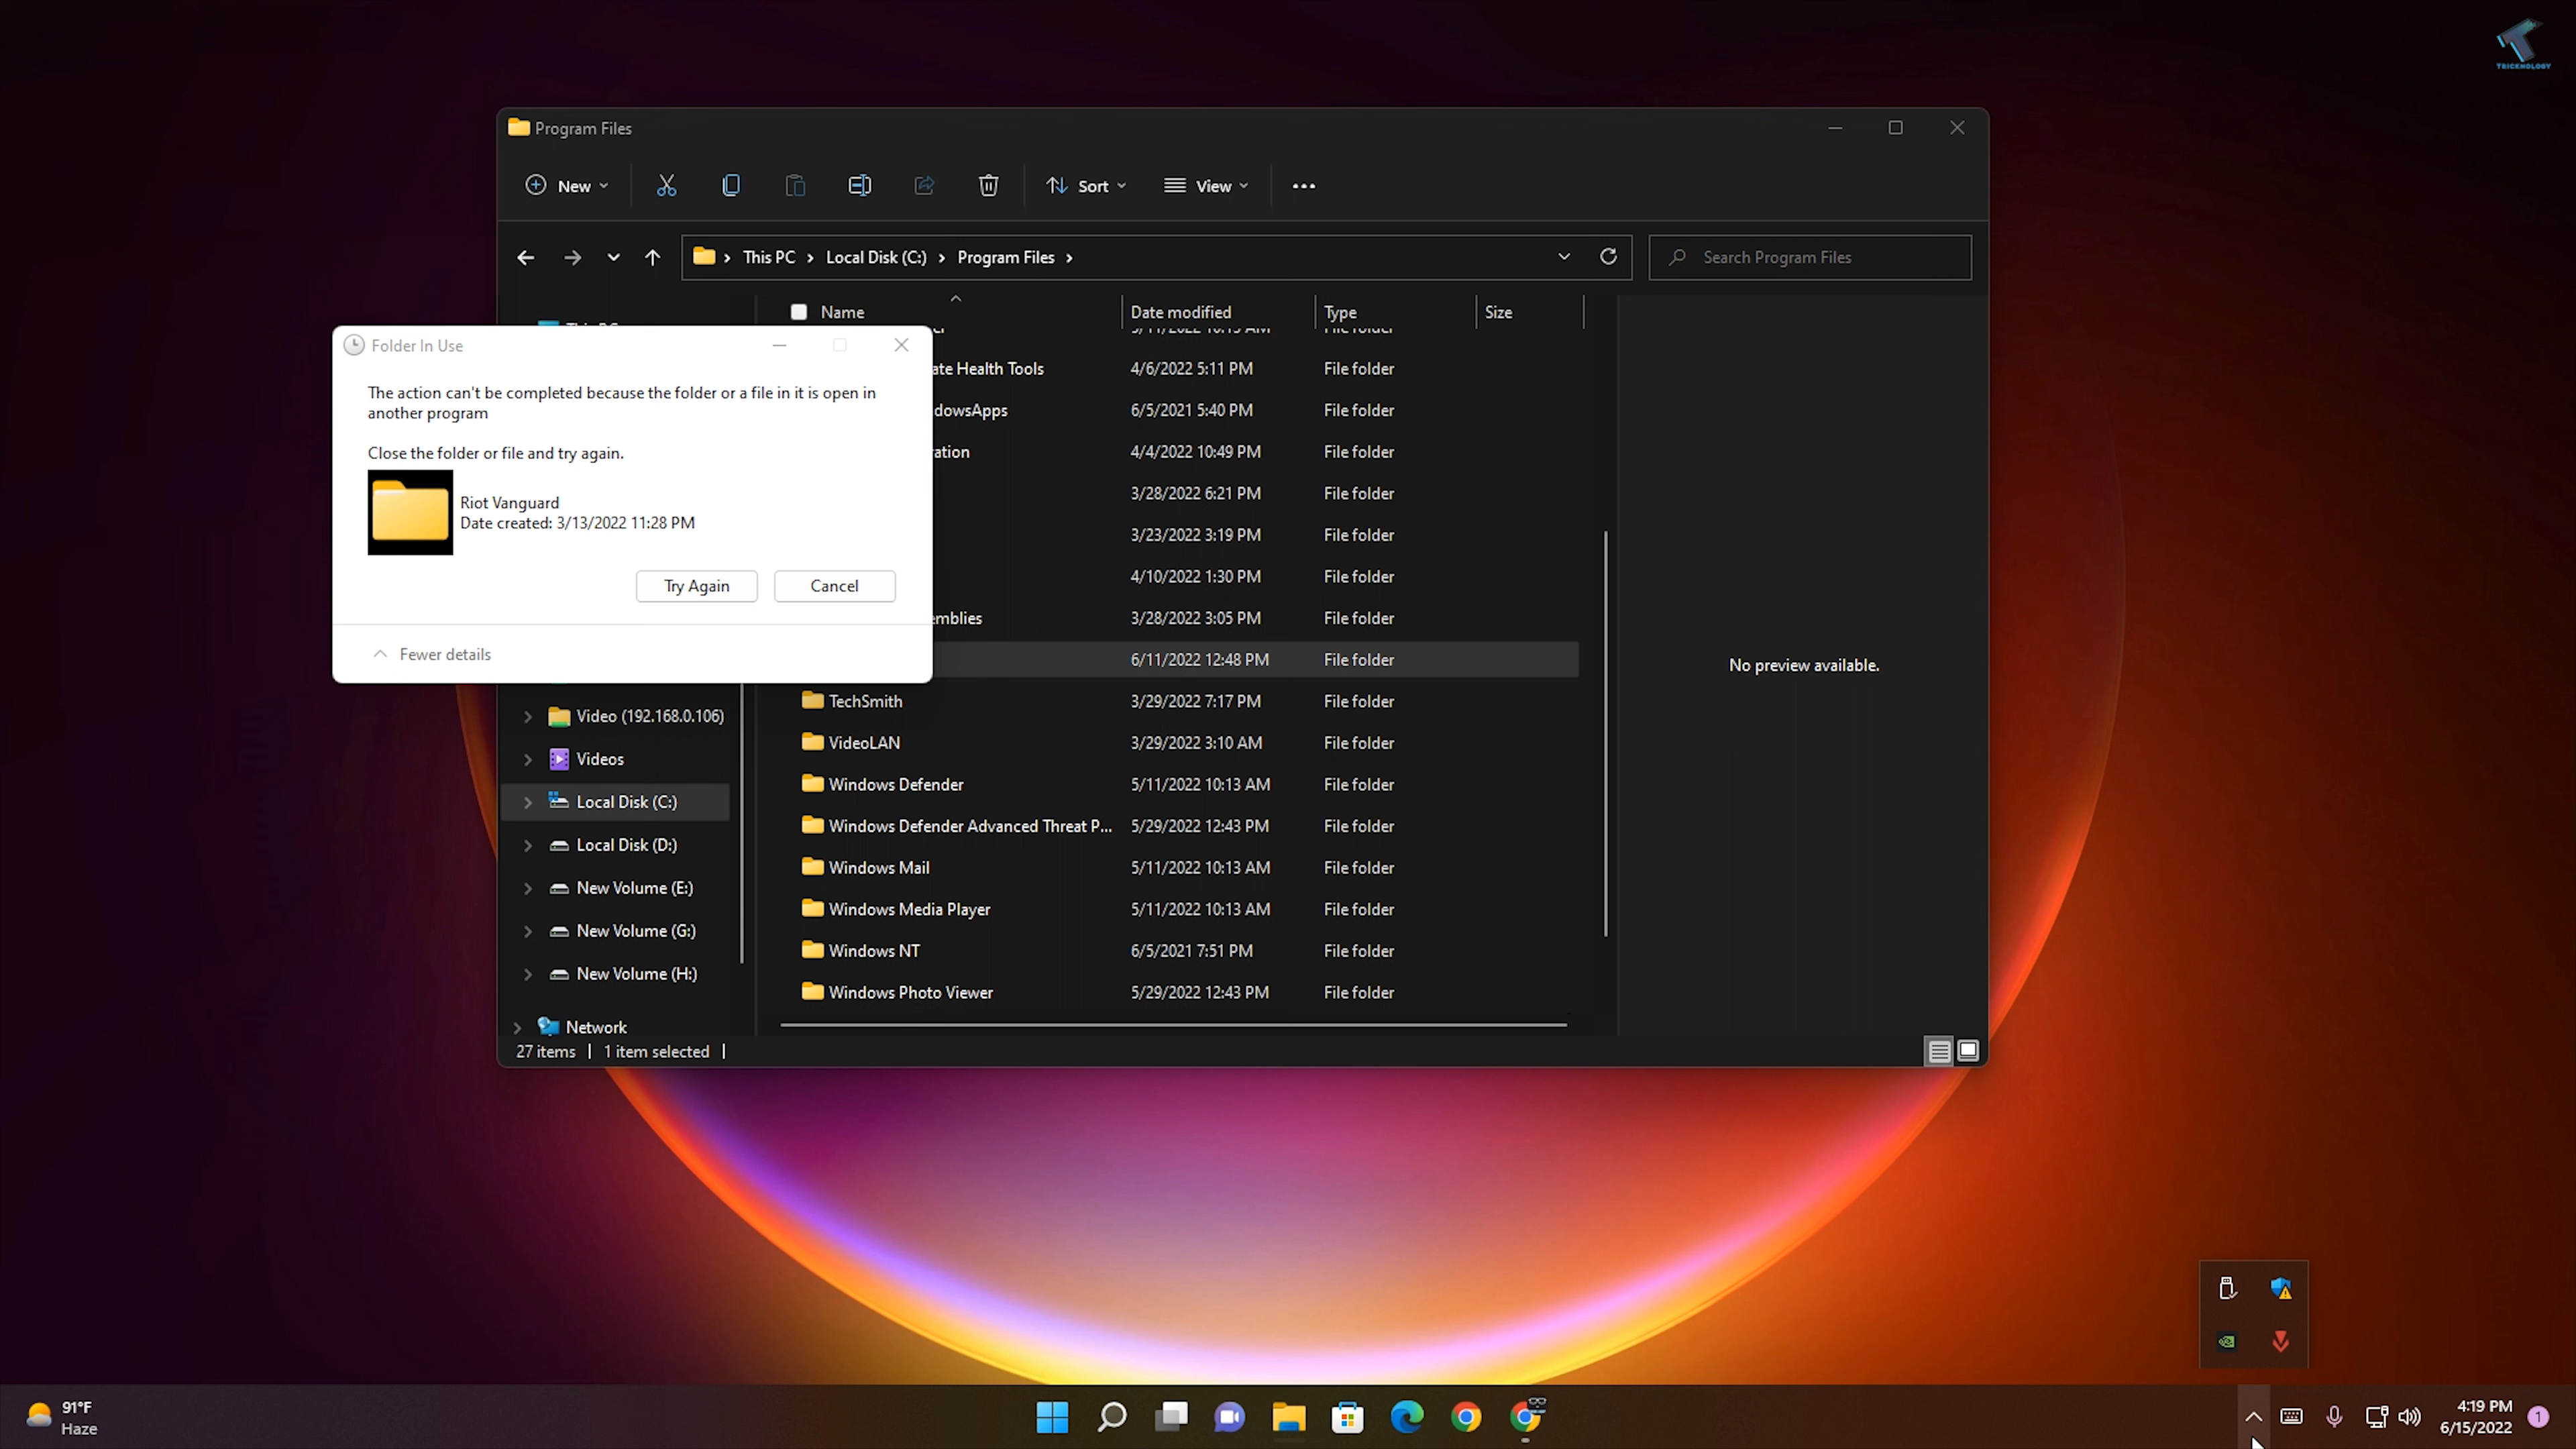 TRICKNOLOGY
Program Files
New
Sort
View
This PC
Local Disk (C:)
Program Files
Search Program Files
Name
Date modified
Type
Size
ate Health Tools
4/6/2022 5:11 PM
File folder
dowsApps
6/5/2021 5:40 PM
File folder
ration
4/4/2022 10:49 PM
File folder
3/28/2022 6:21 PM
File folder
3/23/2022 3:19 PM
File folder
4/10/2022 1:30 PM
File folder
emblies
3/28/2022 3:05 PM
File folder
6/11/2022 12:48 PM
File folder
TechSmith
3/29/2022 7:17 PM
File folder
VideoLAN
3/29/2022 3:10 AM
File folder
Windows Defender
5/11/2022 10:13 AM
File folder
Windows Defender Advanced Threat P...
5/29/2022 12:43 PM
File folder
Windows Mail
5/11/2022 10:13 AM
File folder
Windows Media Player
5/11/2022 10:13 AM
File folder
Windows NT
6/5/2021 7:51 PM
File folder
Windows Photo Viewer
5/29/2022 12:43 PM
File folder
No preview available.
Folder In Use
The action can't be completed because the folder or a file in it is open in
another program
Close the folder or file and try again.
Riot Vanguard
Date created: 3/13/2022 11:28 PM
Try Again
Cancel
Fewer details
Video (192.168.0.106)
Videos
Local Disk (C:)
Local Disk (D:)
New Volume (E:)
New Volume (G:)
New Volume (H:)
Network
27 items
1 item selected
91°F
Haze
4:19 PM
6/15/2022
1